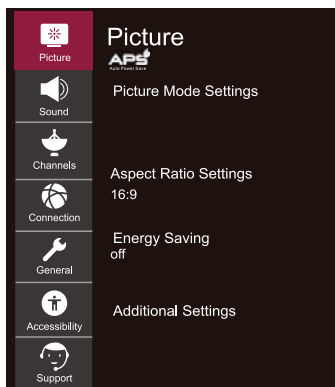 Picture
Sound
Channels
Connection
General
Accessibility
Support
Picture
APS
Auto Power Save
Picture Mode Settings
Aspect Ratio Settings
16:9
Energy Saving
off
Additional Settings